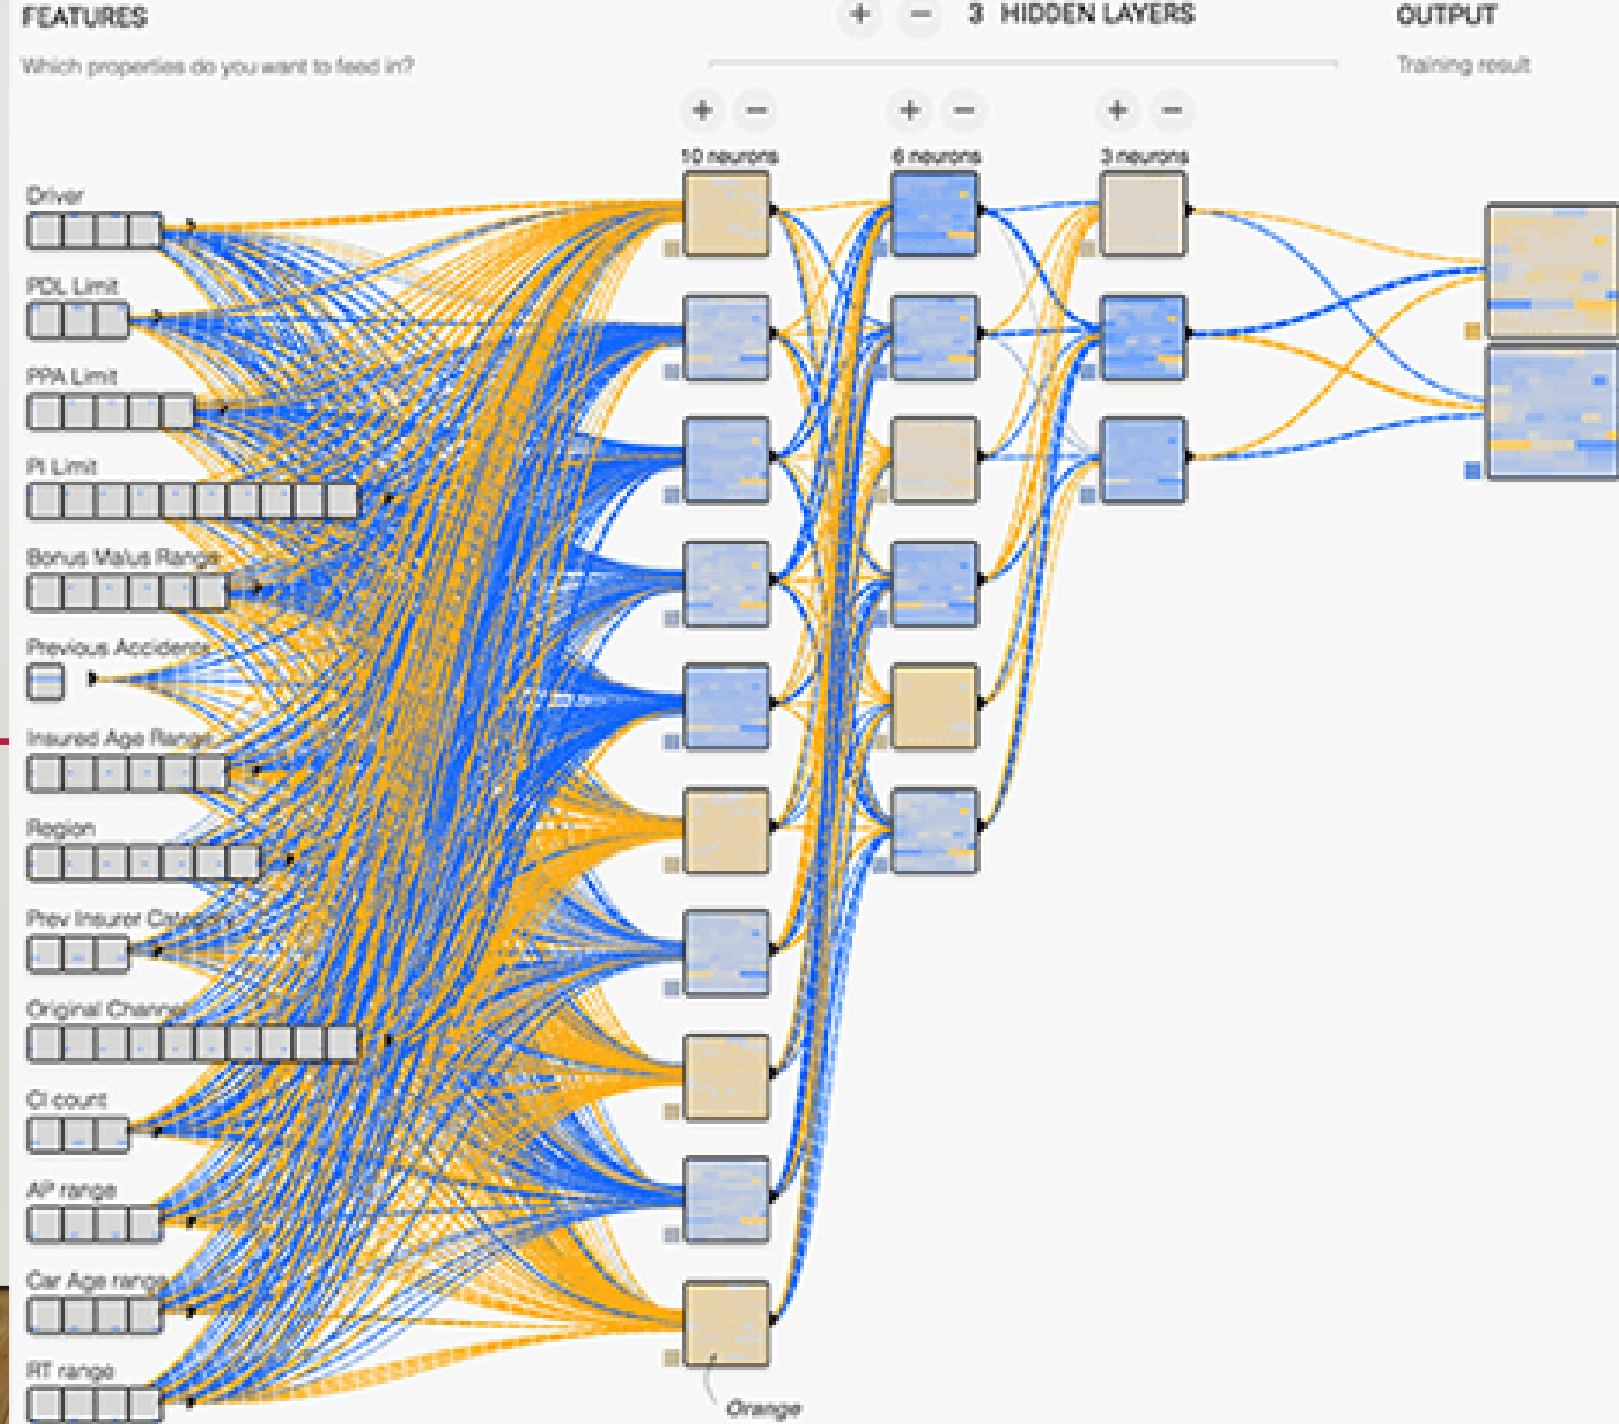 FEATURES
+ − 3 HIDDEN LAYERS
OUTPUT
Which properties do you want to feed in?
Training result
+ −
+ −
+ −
10 neurons
6 neurons
3 neurons
Driver
PDL Limit
PPA Limit
PI Limit
Bonus Malus Range
Previous Accidents
Insured Age Range
Region
Prev Insurer Category
Original Channel
CI count
AP range
Car Age range
RT range
Orange